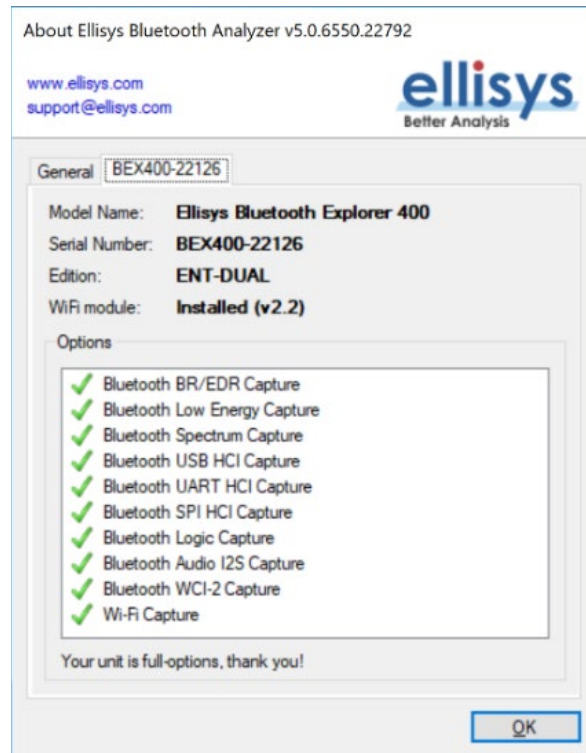 About Ellisys Bluetooth Analyzer v5.0.6550.22792
www.ellisys.com
support@ellisys.com
ellisys
Better Analysis
General BEX400-22126
Model Name: Ellisys Bluetooth Explorer 400
Serial Number: BEX400-22126
Edition: ENT-DUAL
WiFi module: Installed (v2.2)
Options
Bluetooth BR/EDR Capture
Bluetooth Low Energy Capture
Bluetooth Spectrum Capture
Bluetooth USB HCI Capture
Bluetooth UART HCI Capture
Bluetooth SPI HCI Capture
Bluetooth Logic Capture
Bluetooth Audio I2S Capture
Bluetooth WCI-2 Capture
Wi-Fi Capture
Your unit is full-options, thank you!
OK